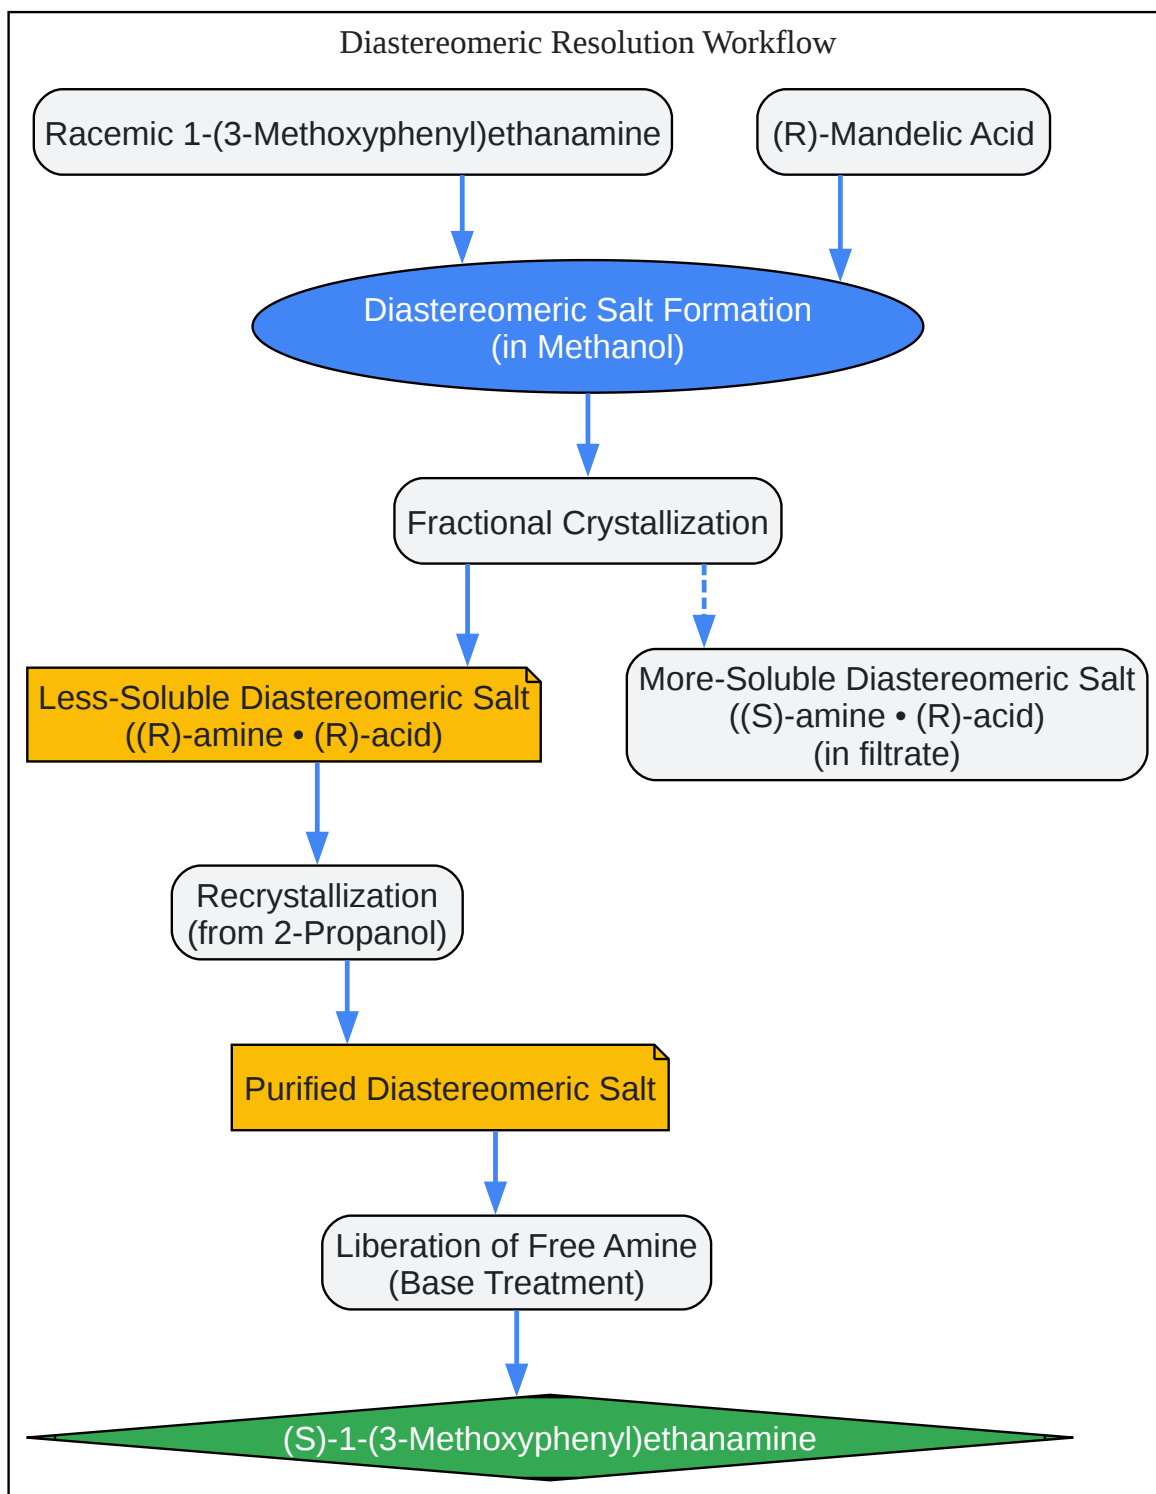 Diastereomeric Resolution Workflow
Racemic 1-(3-Methoxyphenyl)ethanamine
(R)-Mandelic Acid
Diastereomeric Salt Formation
(in Methanol)
Fractional Crystallization
Less-Soluble Diastereomeric Salt
((R)-amine • (R)-acid)
More-Soluble Diastereomeric Salt
((S)-amine • (R)-acid)
(in filtrate)
Recrystallization
(from 2-Propanol)
Purified Diastereomeric Salt
Liberation of Free Amine
(Base Treatment)
(S)-1-(3-Methoxyphenyl)ethanamine